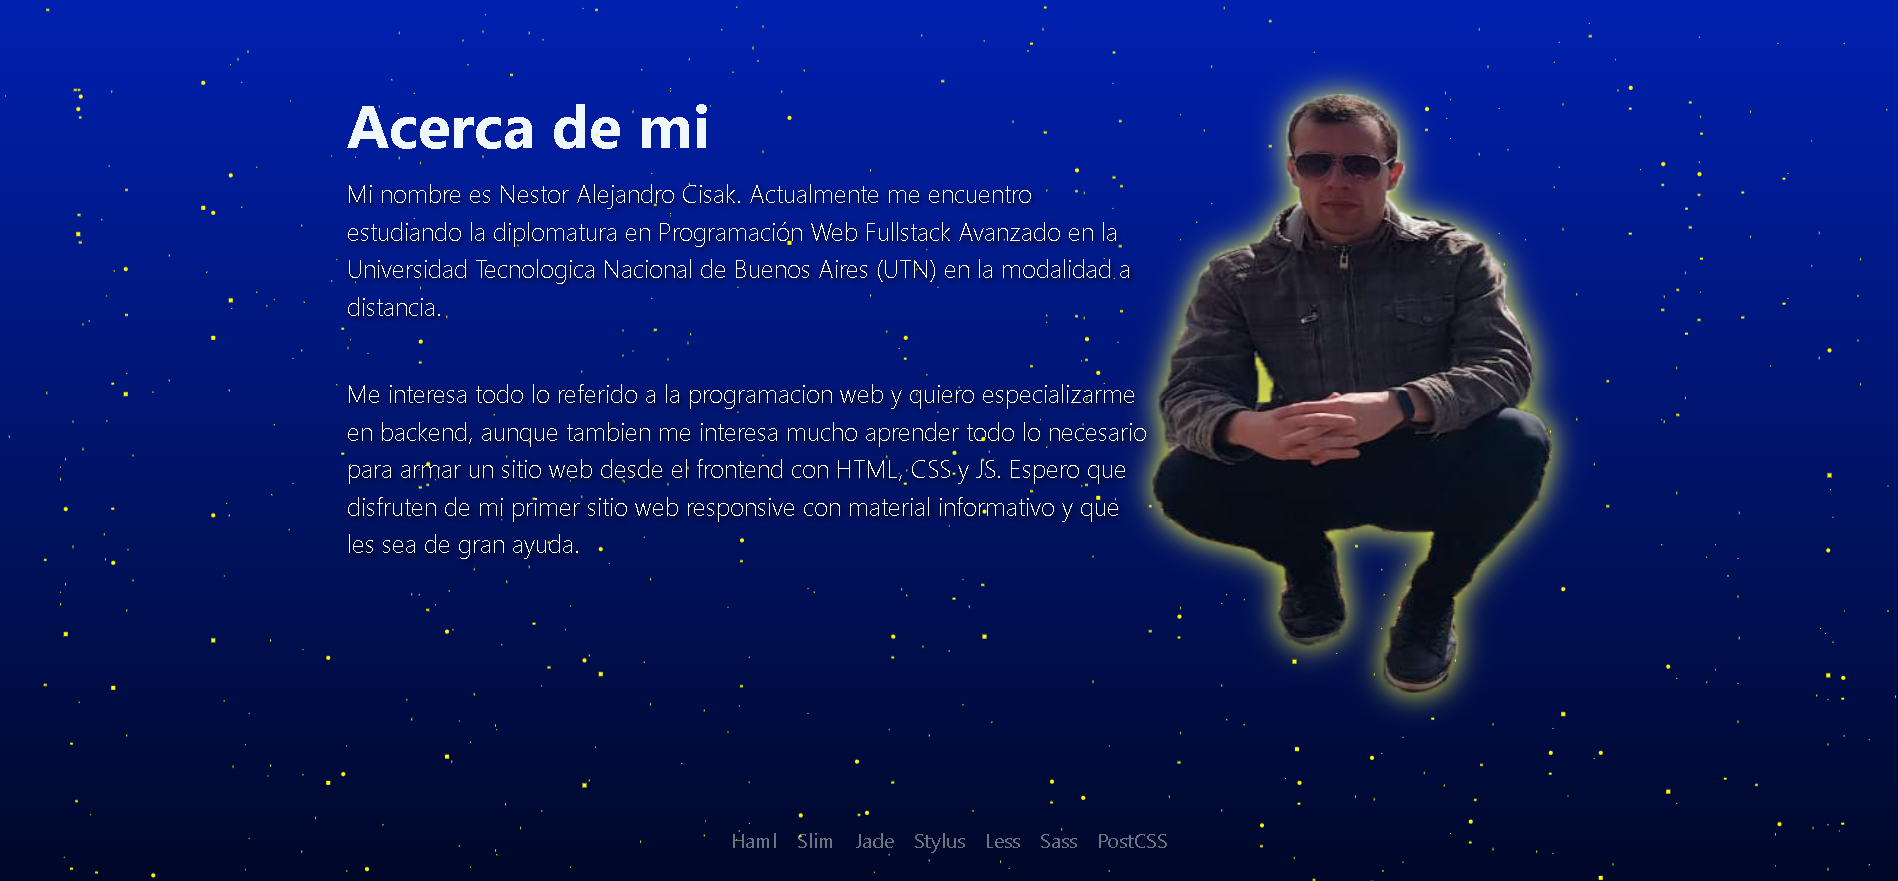 Acerca de mi
Mi nombre es Nestor Alejandro Cisak. Actualmente me encuentro
estudiando la diplomatura en Programación Web Fullstack Avanzado en la
Universidad Tecnologica Nacional de Buenos Aires (UTN) en la modalidad a
distancia.
Me interesa todo lo referido a la programacion web y quiero especializarme
en backend, aunque tambien me interesa mucho aprender todo lo necesario
para armar un sitio web desde el frontend con HTML, CSS y JS. Espero que
disfruten de mi primer sitio web responsive con material informativo y que
les sea de gran ayuda.
Haml Slim Jade Stylus Less Sass PostCSS